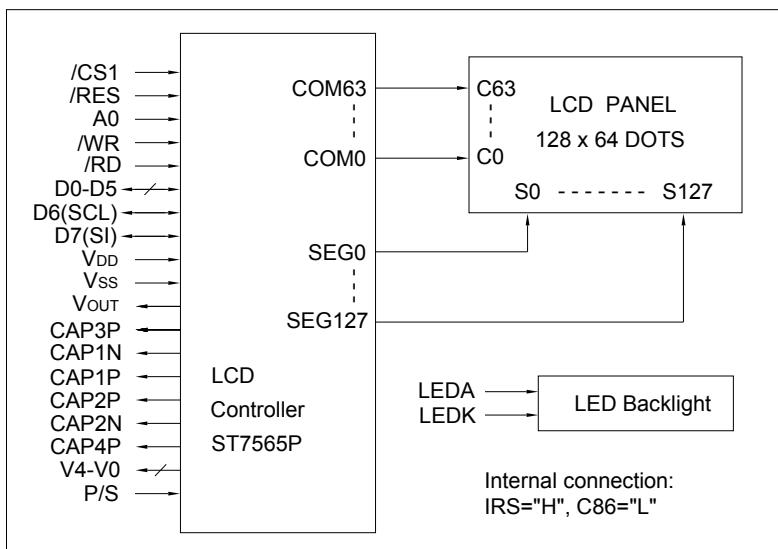 /CS1
/RES
A0
/WR
/RD
D0-D5
D6(SCL)
D7(SI)
VDD
VSS
VOUT
CAP3P
CAP1N
CAP1P
CAP2P
CAP2N
CAP4P
V4-V0
P/S
COM63
COM0
SEG0
SEG127
LCD
Controller
ST7565P
C63
C0
LCD PANEL
128 x 64 DOTS
S0 ------- S127
LEDA
LEDK
LED Backlight
Internal connection:
IRS="H", C86="L"